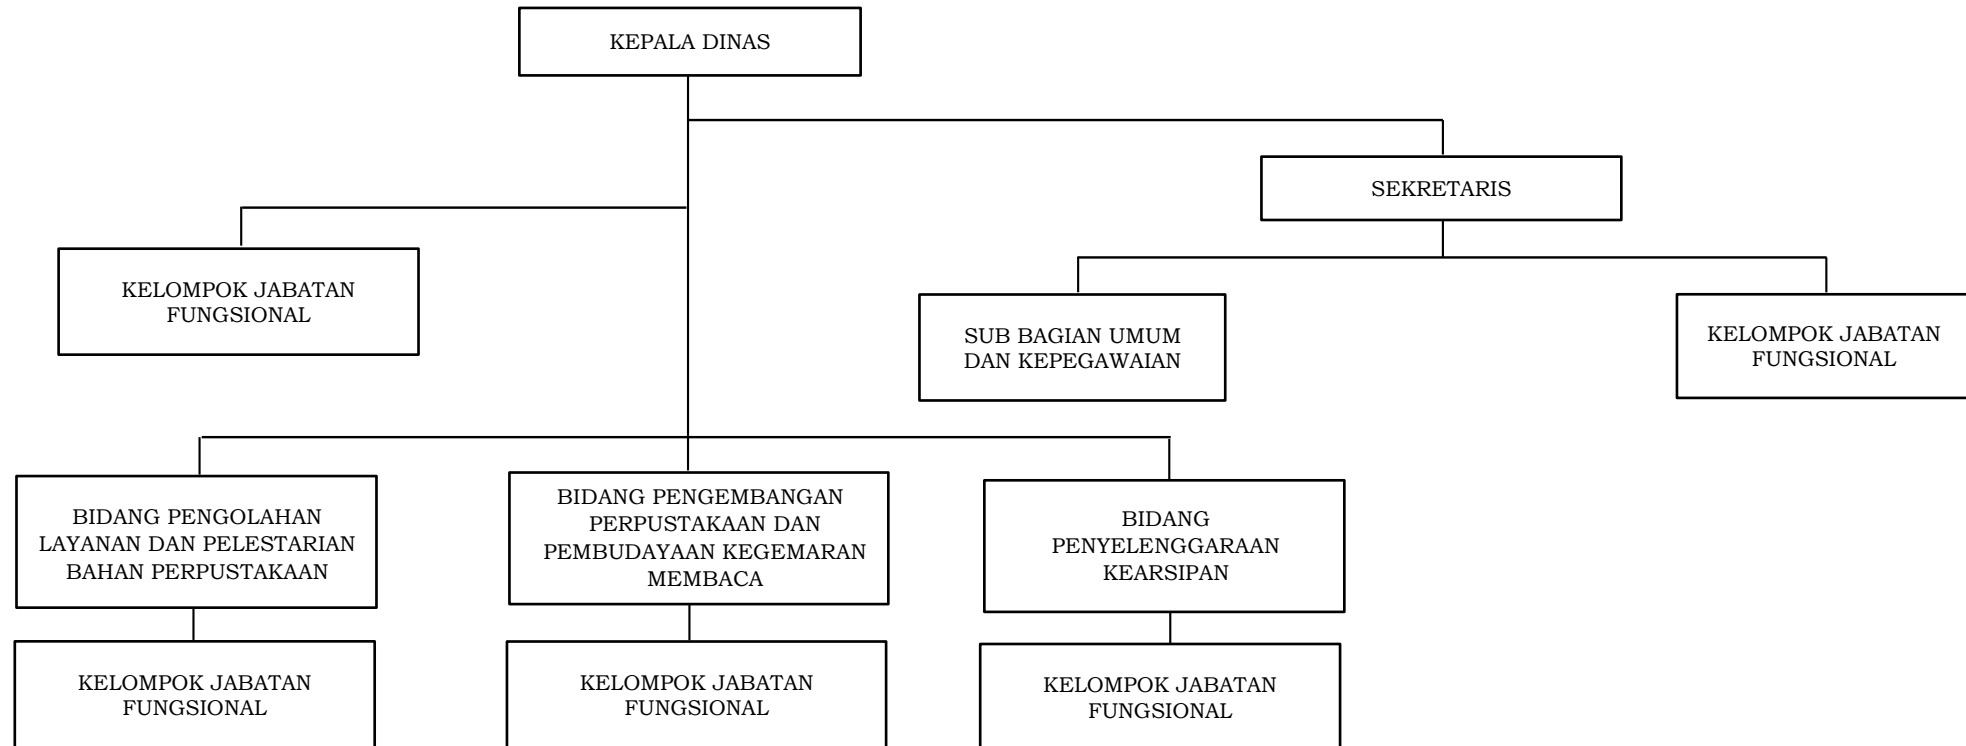 KEPALA DINAS
SEKRETARIS
KELOMPOK JABATAN
FUNGSIONAL
SUB BAGIAN UMUM
DAN KEPEGAWAIAN
KELOMPOK JABATAN
FUNGSIONAL
BIDANG PENGOLAHAN
LAYANAN DAN PELESTARIAN
BAHAN PERPUSTAKAAN
BIDANG PENGEMBANGAN
PERPUSTAKAAN DAN
PEMBUDAYAAN KEGEMARAN
MEMBACA
BIDANG
PENYELENGGARAAN
KEARSIPAN
KELOMPOK JABATAN
FUNGSIONAL
KELOMPOK JABATAN
FUNGSIONAL
KELOMPOK JABATAN
FUNGSIONAL